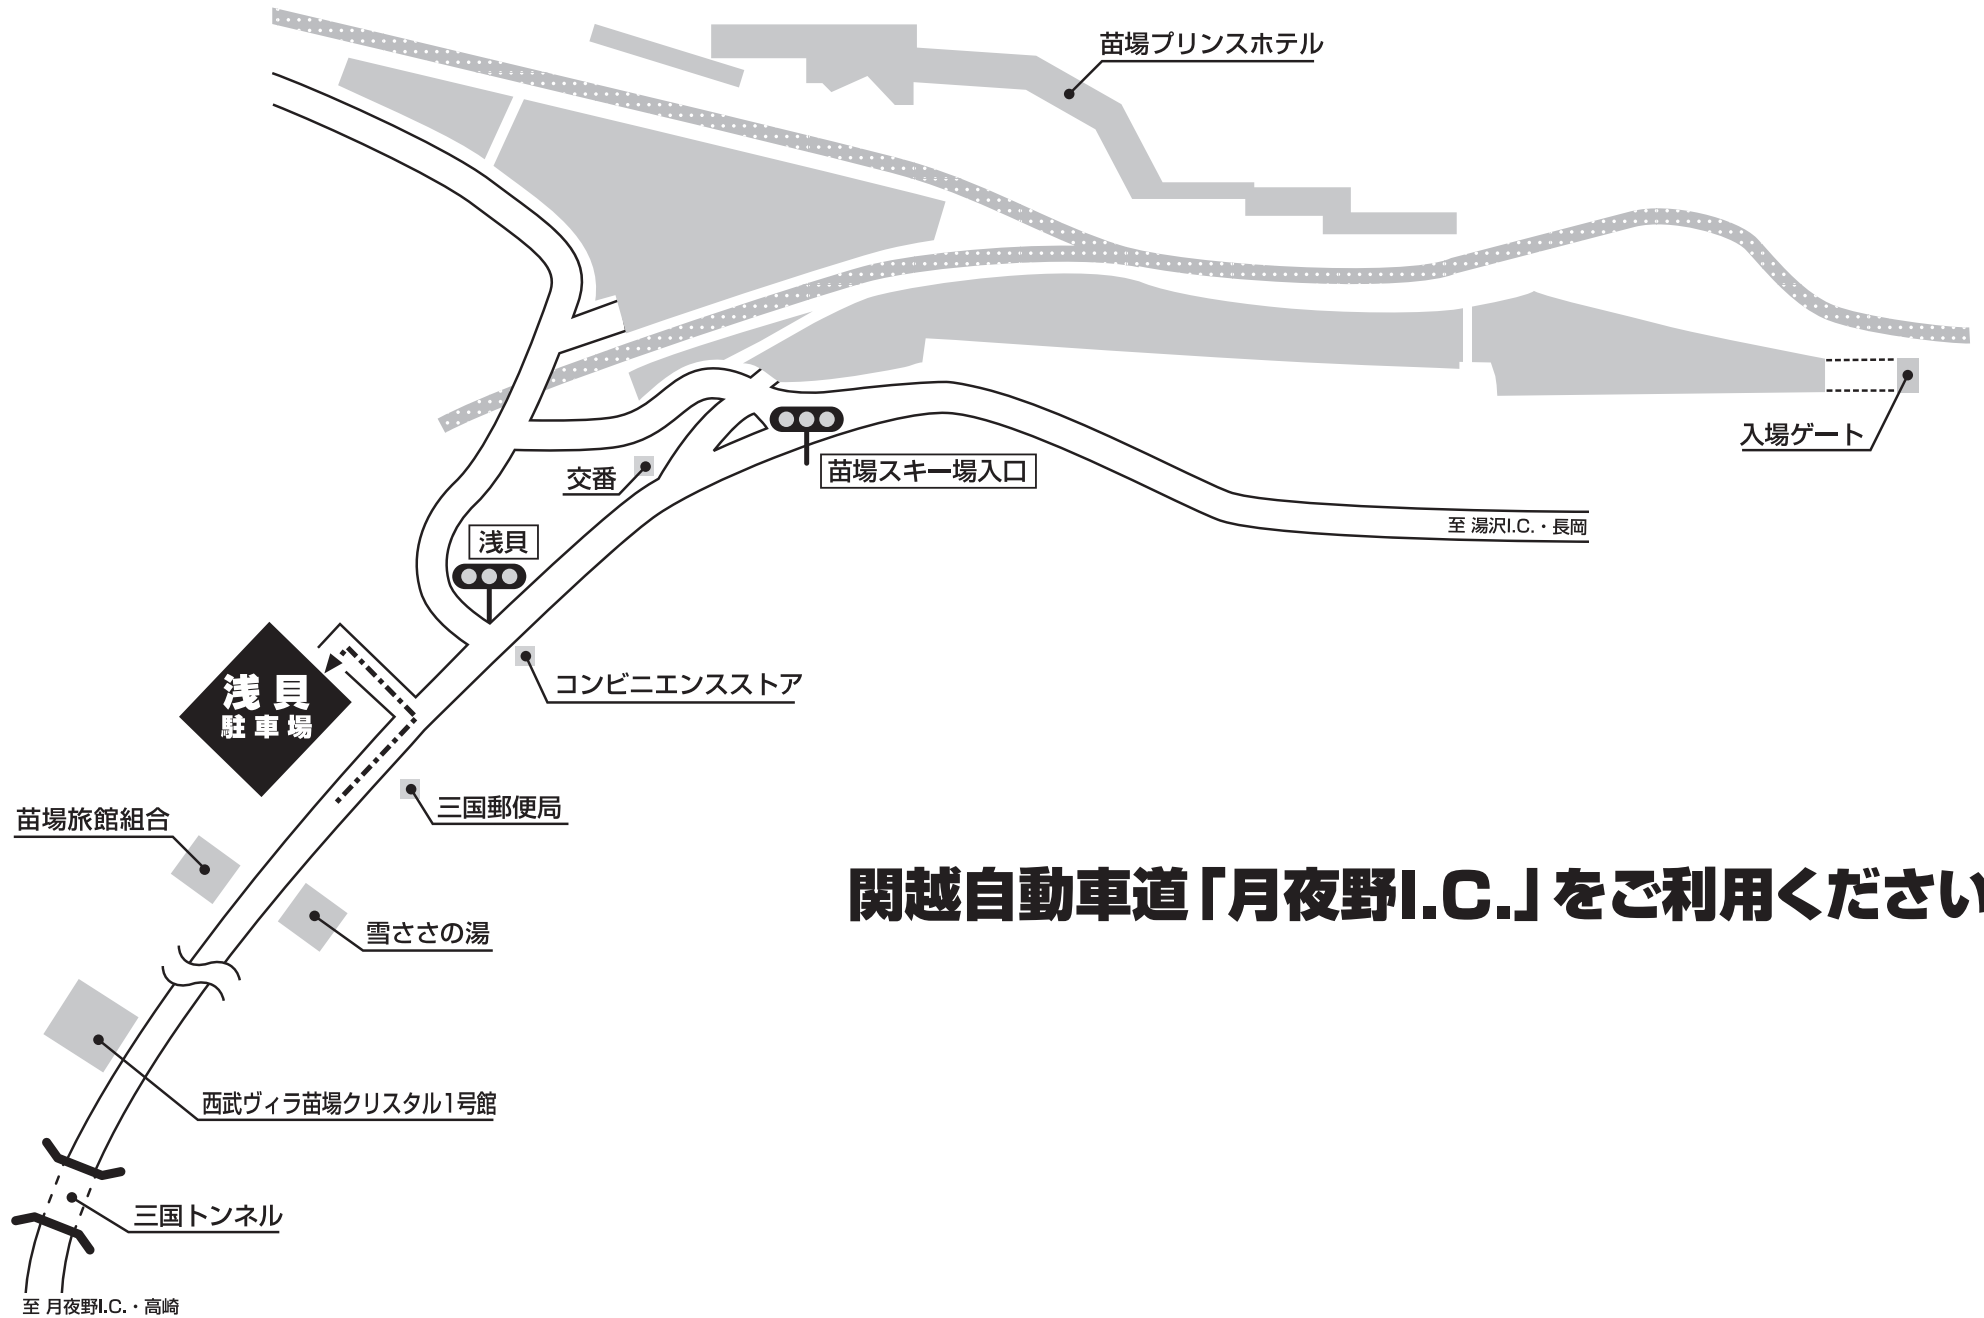 苗場プリンスホテル
入場ゲート
交番
苗場スキー場入口
至 湯沢I.C.・長岡
浅貝
浅貝
駐車場
コンビニエンスストア
三国郵便局
苗場旅館組合
関越自動車道「月夜野I.C.」をご利用ください
雪ささの湯
西武ヴィラ苗場クリスタル1号館
三国トンネル
至 月夜野I.C.・高崎